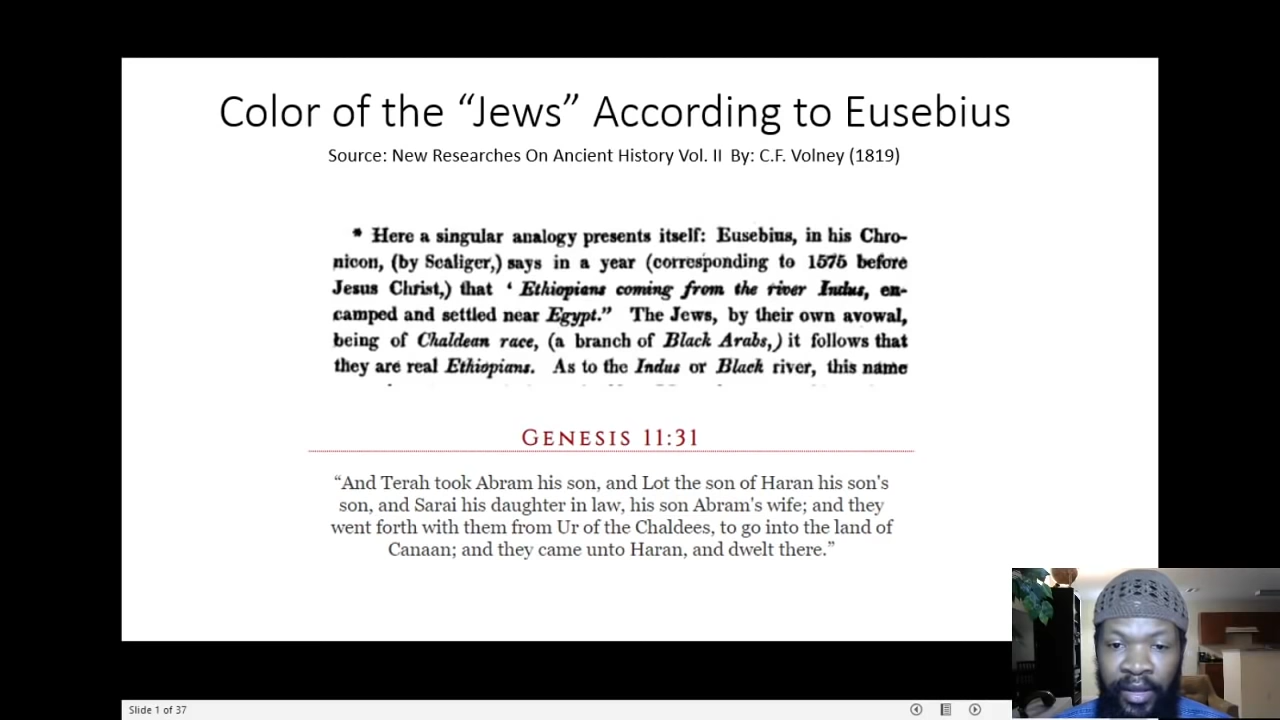 Color of the “Jews” According to Eusebius
Source: New Researches On Ancient History Vol. II By: C.F. Volney (1819)
* Here a singular analogy presents itself: Eusebius, in his Chro-
nicon, (by Scaliger,) says in a year (corresponding to 1575 before
Jesus Christ,) that ‘ Ethiopians coming from the river Indus, en-
camped and settled near Egypt.” The Jews, by their own avowal,
being of Chaldean race, (a branch of Black Arabs,) it follows that
they are real Ethiopians. As to the Indus or Black river, this name
Genesis 11:31
“And Terah took Abram his son, and Lot the son of Haran his son's
son, and Sarai his daughter in law, his son Abram's wife; and they
went forth with them from Ur of the Chaldees, to go into the land of
Canaan; and they came unto Haran, and dwelt there.”
Slide 1 of 37